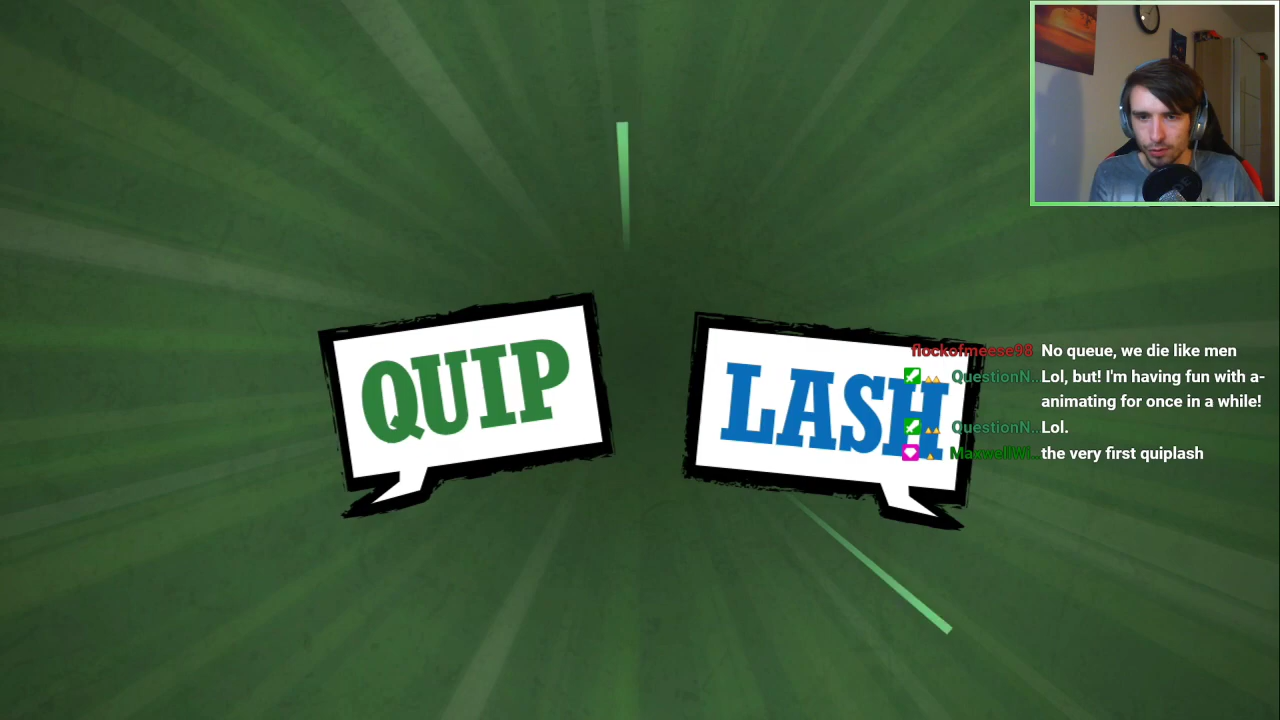 QUIP
LASH
flockofmeese98 No queue, we die like men
QuestionN... Lol, but! I'm having fun with a-
animating for once in a while!
QuestionN... Lol.
MaxwellWi... the very first quiplash